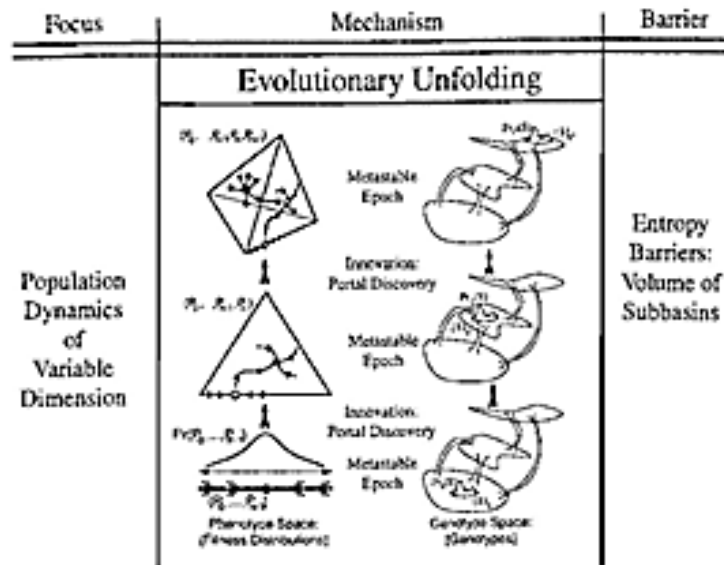 Focus
Mechanism
Barrier
Evolutionary Unfolding
Metastable
Epoch
Innovation:
Portal Discovery
Metastable
Epoch
Innovation:
Portal Discovery
Metastable
Epoch
Phenotype Space:
(Fitness Distributions)
Genotype Space:
(Genotypes)
Population
Dynamics
of
Variable
Dimension
Entropy
Barriers:
Volume of
Subbasins